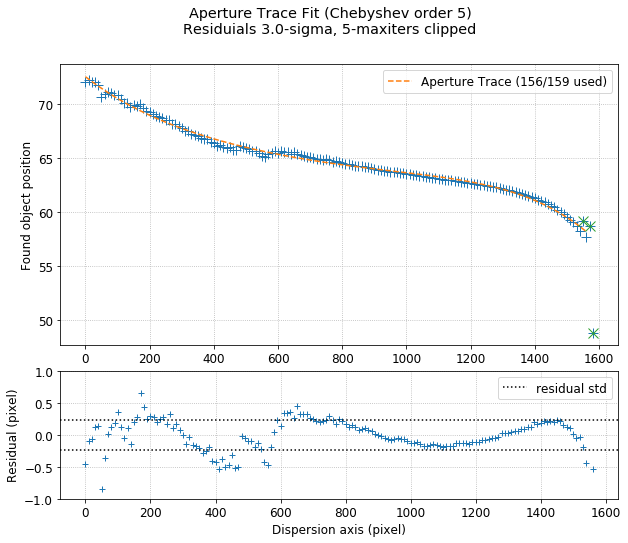 Aperture Trace Fit (Chebyshev order 5)
Residuials 3.0-sigma, 5-maxiters clipped
Aperture Trace (156/159 used)
Found object position
70
65
60
55
50
0 200 400 600 800 1000 1200 1400 1600
residual std
Residual (pixel)
1.0
0.5
0.0
−0.5
−1.0
0 200 400 600 800 1000 1200 1400 1600
Dispersion axis (pixel)